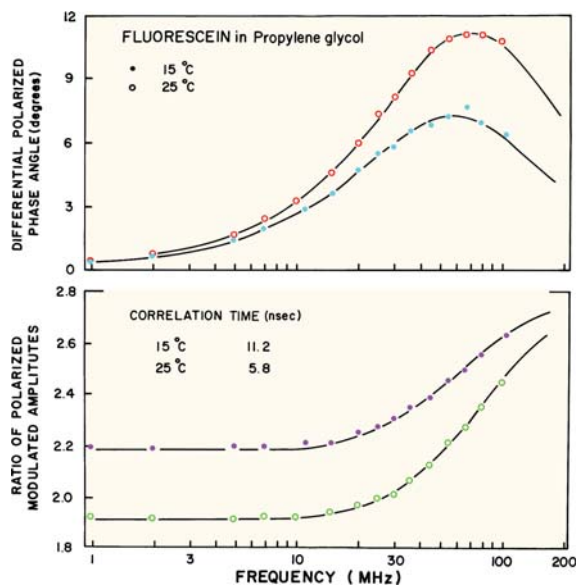 FLUORESCEIN in Propylene glycol
15 °C
25 °C
DIFFERENTIAL POLARIZED
PHASE ANGLE (degrees)
12
9
6
3
0
2.8
2.6
2.4
2.2
2.0
1.8
RATIO OF POLARIZED
MODULATED AMPLITUTES
CORRELATION TIME (nsec)
15 °C 11.2
25 °C 5.8
1 3 10 30 100 200
FREQUENCY (MHz)